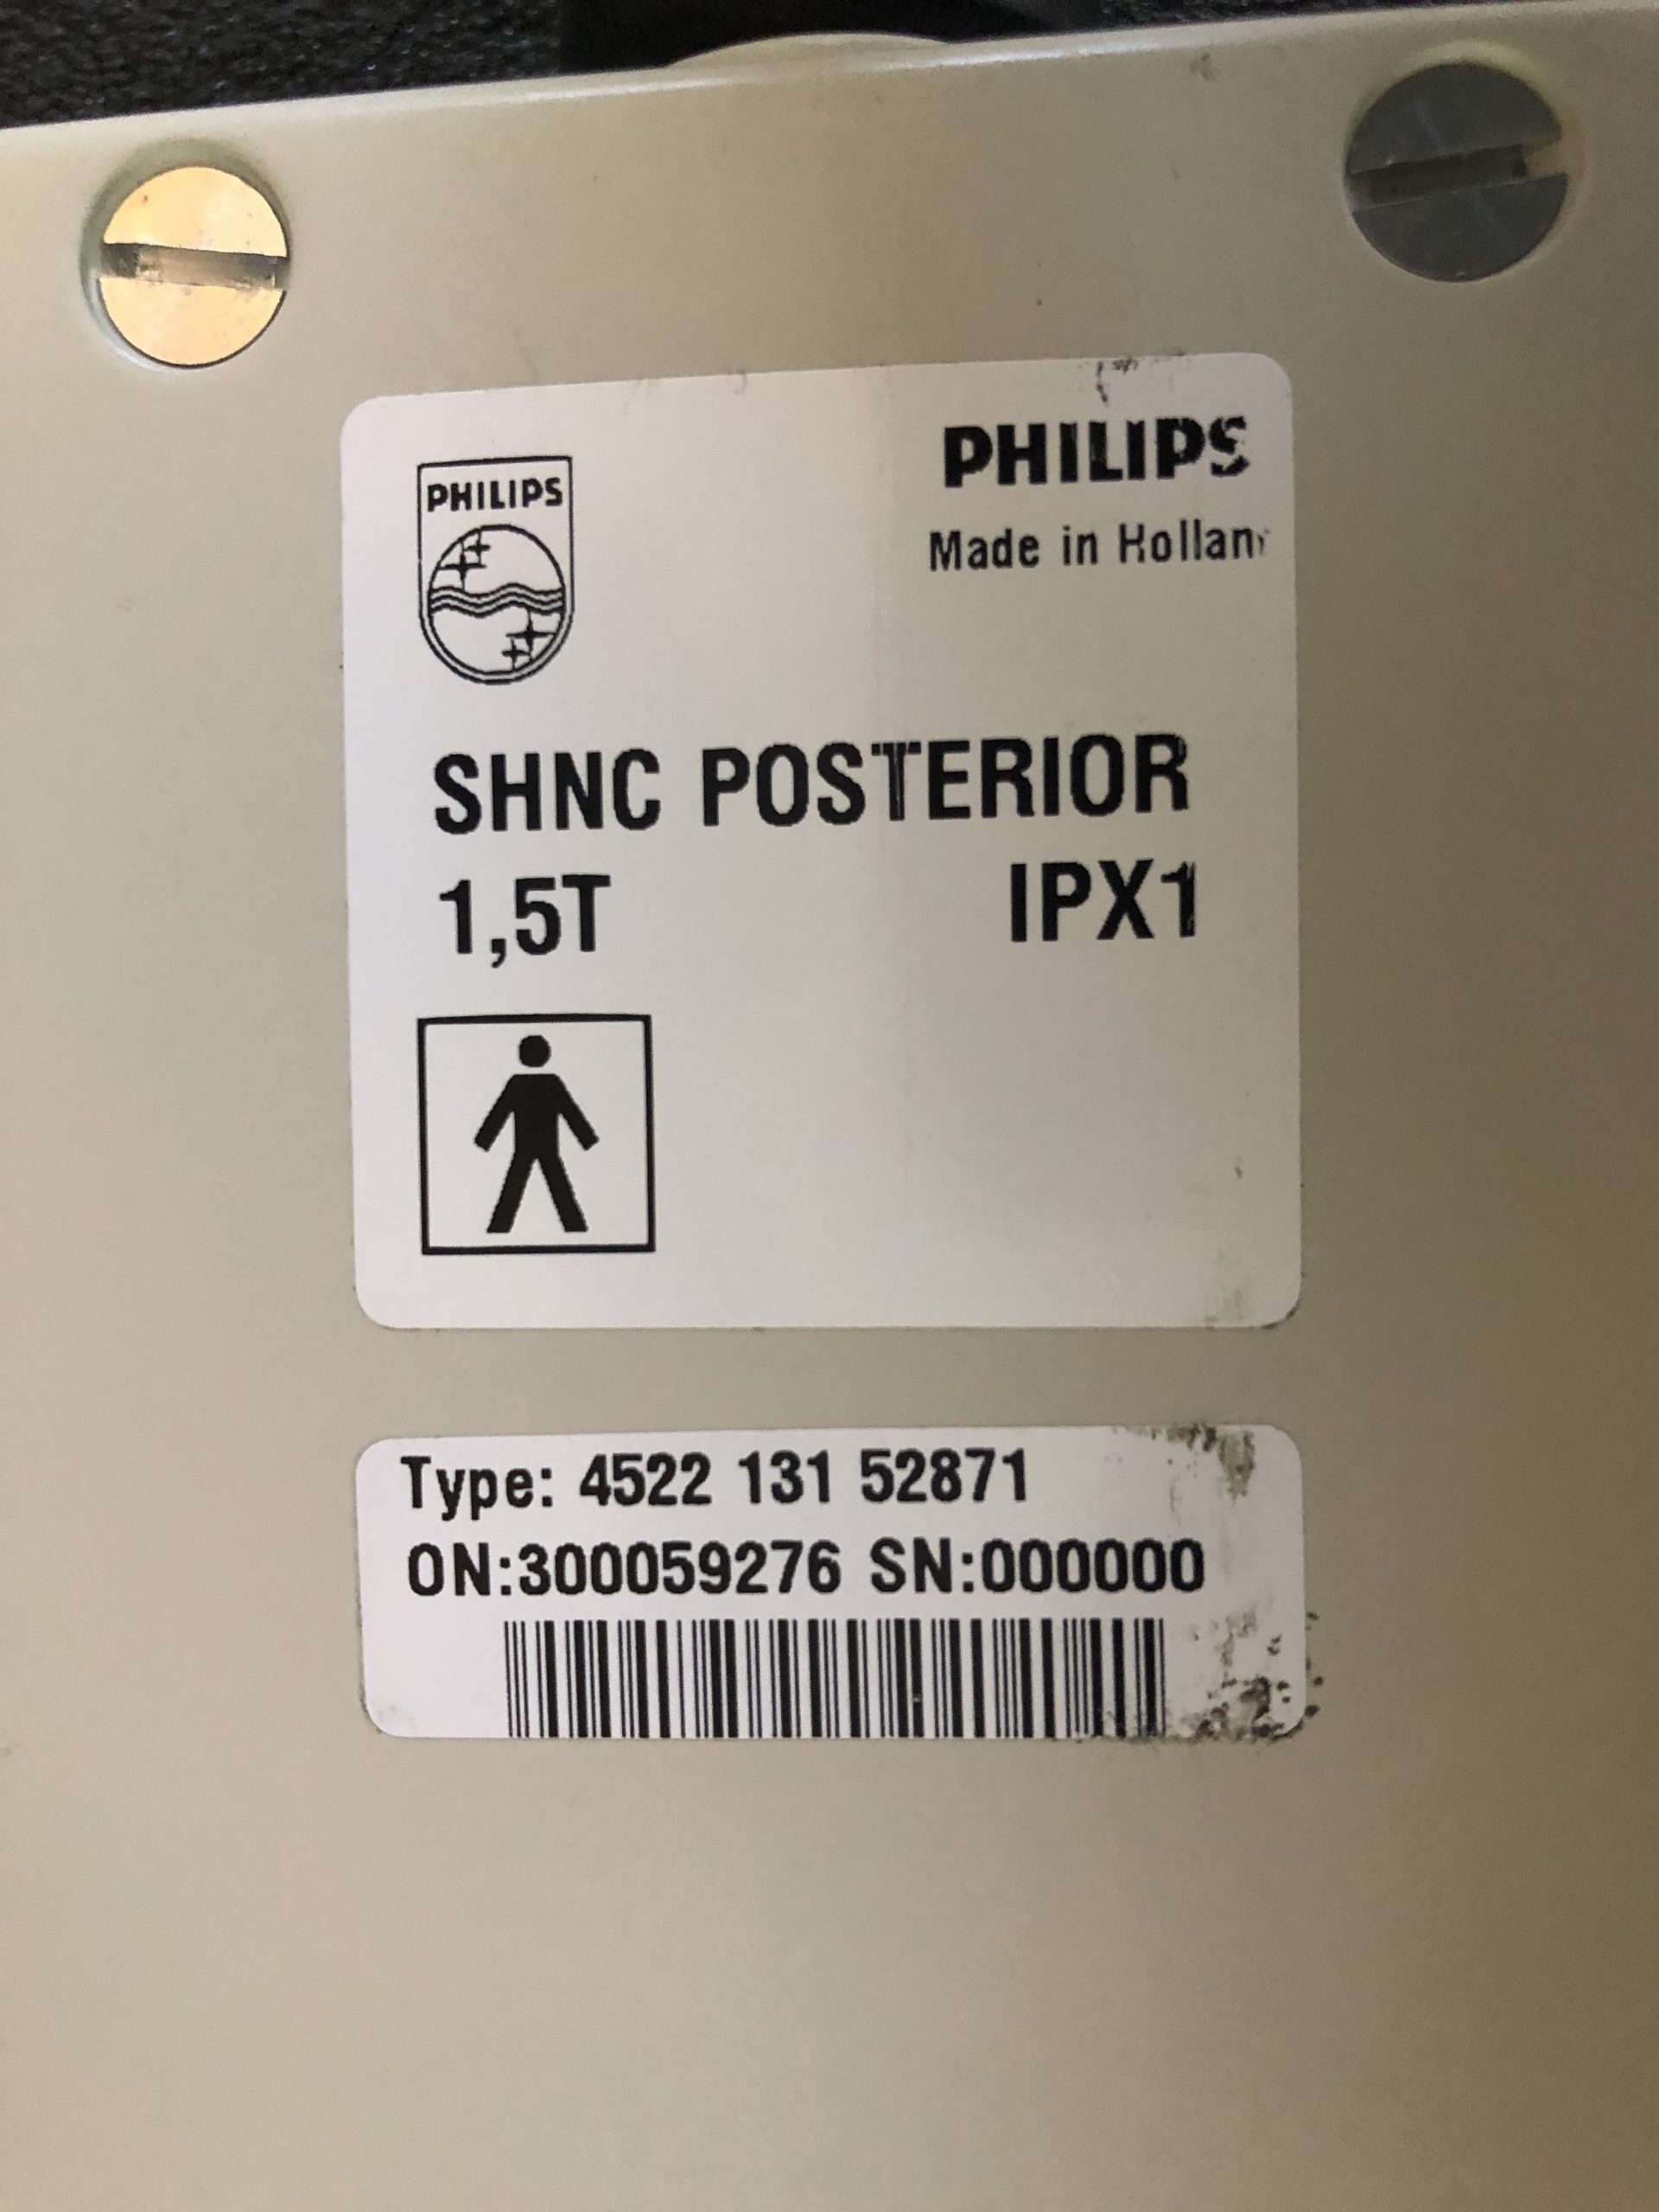 PHILIPS
PHILIPS
Made in Hollan
SHNC POSTERIOR
1,5T IPX1
Type: 4522 131 52871
ON:300059276 SN:000000